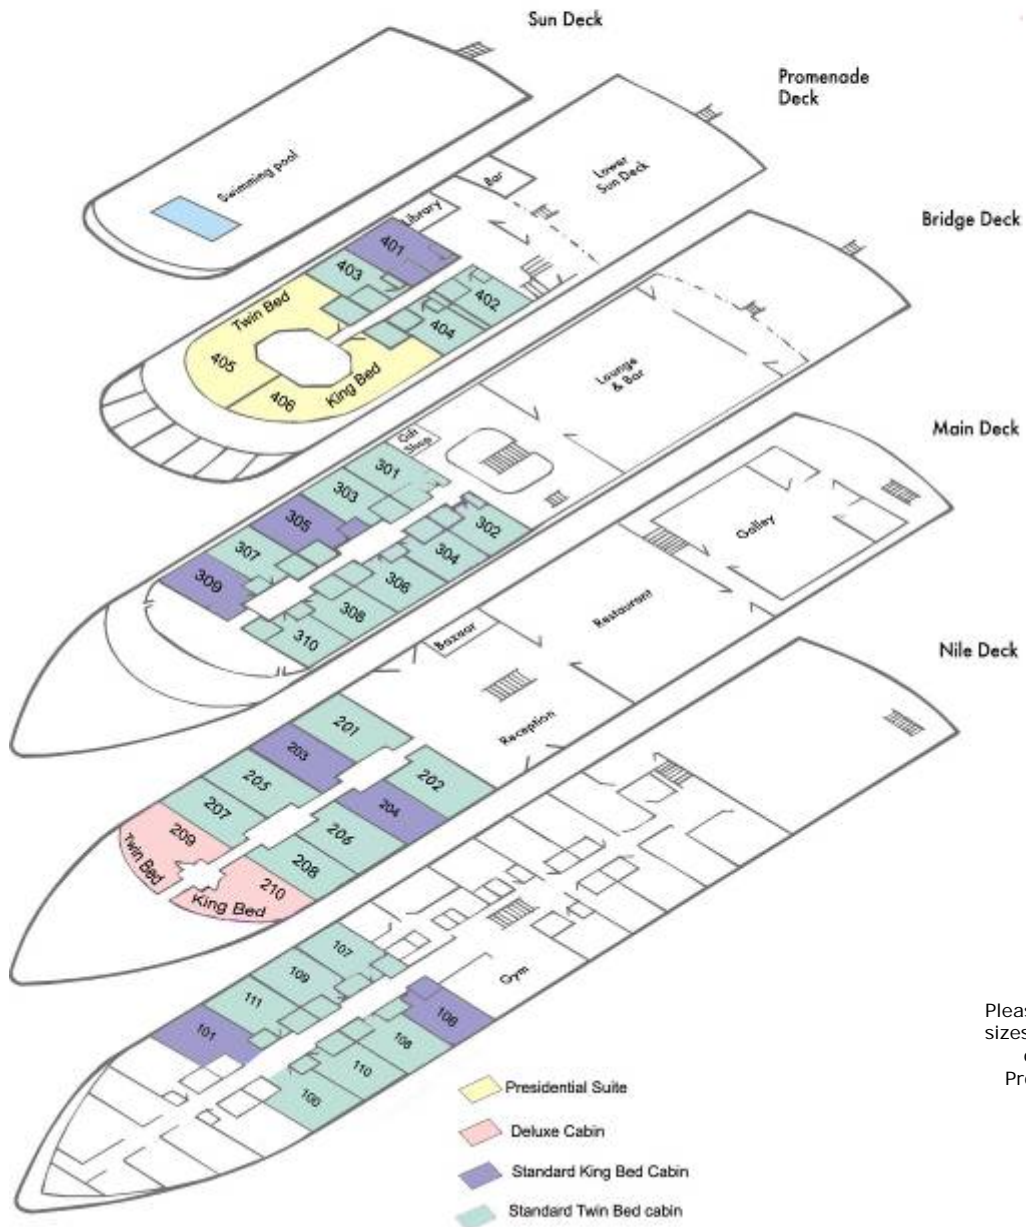 Sun Deck
Swimming pool
Promenade
Deck
Lower
Sun Deck
Bar
Library
401
403
402
404
Twin Bed
405
406
King Bed
Bridge Deck
Lounge
& Bar
Gift
Shop
301
303
305
307
309
302
304
306
308
310
Main Deck
Galley
Restaurant
Bazaar
Reception
201
203
205
207
209
Twin Bed
202
204
206
208
210
King Bed
Nile Deck
Gym
107
109
111
101
106
108
110
100
Presidential Suite
Deluxe Cabin
Standard King Bed Cabin
Standard Twin Bed cabin
Pleas
sizes